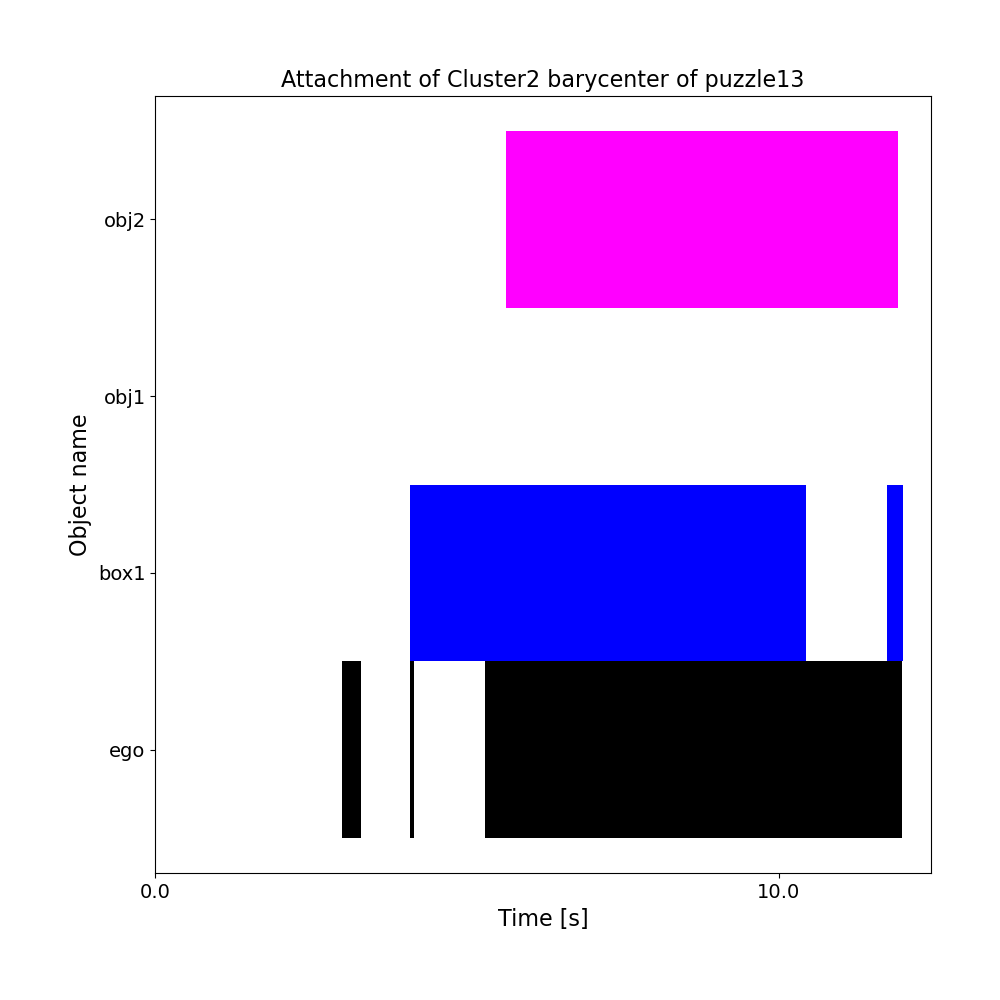 Attachment of Cluster2 barycenter of puzzle13
obj2
obj1
box1
ego
Object name
0.0
10.0
Time [s]